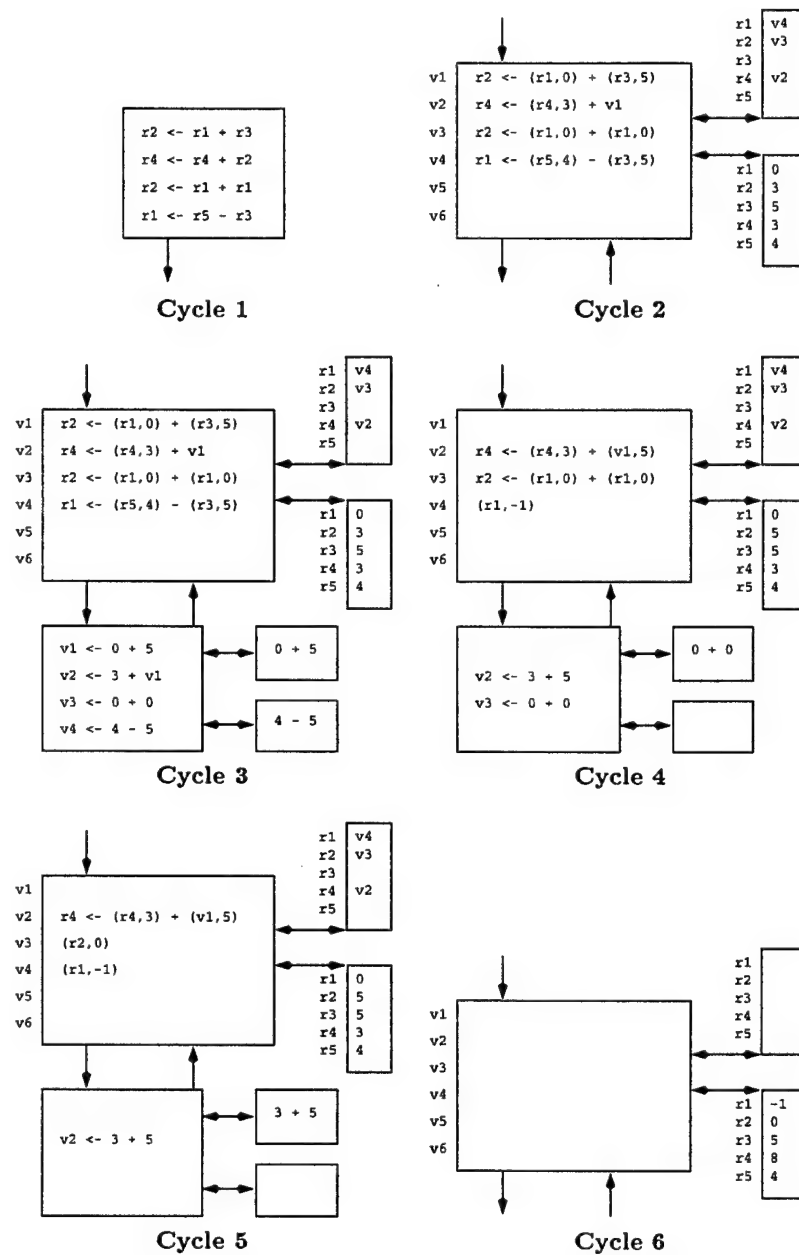 r2 <- r1 + r3
r4 <- r4 + r2
r2 <- r1 + r1
r1 <- r5 - r3
Cycle 1
r1 v4
r2 v3
r3
r4 v2
r5
v1 r2 <- (r1,0) + (r3,5)
v2 r4 <- (r4,3) + v1
v3 r2 <- (r1,0) + (r1,0)
v4 r1 <- (r5,4) - (r3,5)
v5
v6
r1 0
r2 3
r3 5
r4 3
r5 4
Cycle 2
r1 v4
r2 v3
r3
r4 v2
r5
v1 r2 <- (r1,0) + (r3,5)
v2 r4 <- (r4,3) + v1
v3 r2 <- (r1,0) + (r1,0)
v4 r1 <- (r5,4) - (r3,5)
v5
v6
r1 0
r2 3
r3 5
r4 3
r5 4
v1 <- 0 + 5
v2 <- 3 + v1
v3 <- 0 + 0
v4 <- 4 - 5
0 + 5
4 - 5
Cycle 3
r1 v4
r2 v3
r3
r4 v2
r5
v1
v2 r4 <- (r4,3) + (v1,5)
v3 r2 <- (r1,0) + (r1,0)
v4 (r1,-1)
v5
v6
r1 0
r2 5
r3 5
r4 3
r5 4
v2 <- 3 + 5
v3 <- 0 + 0
0 + 0
Cycle 4
r1 v4
r2 v3
r3
r4 v2
r5
v1
v2 r4 <- (r4,3) + (v1,5)
v3 (r2,0)
v4 (r1,-1)
v5
v6
r1 0
r2 5
r3 5
r4 3
r5 4
v2 <- 3 + 5
3 + 5
Cycle 5
r1
r2
r3
r4
r5
v1
v2
v3
v4
v5
v6
r1 -1
r2 0
r3 5
r4 8
r5 4
Cycle 6